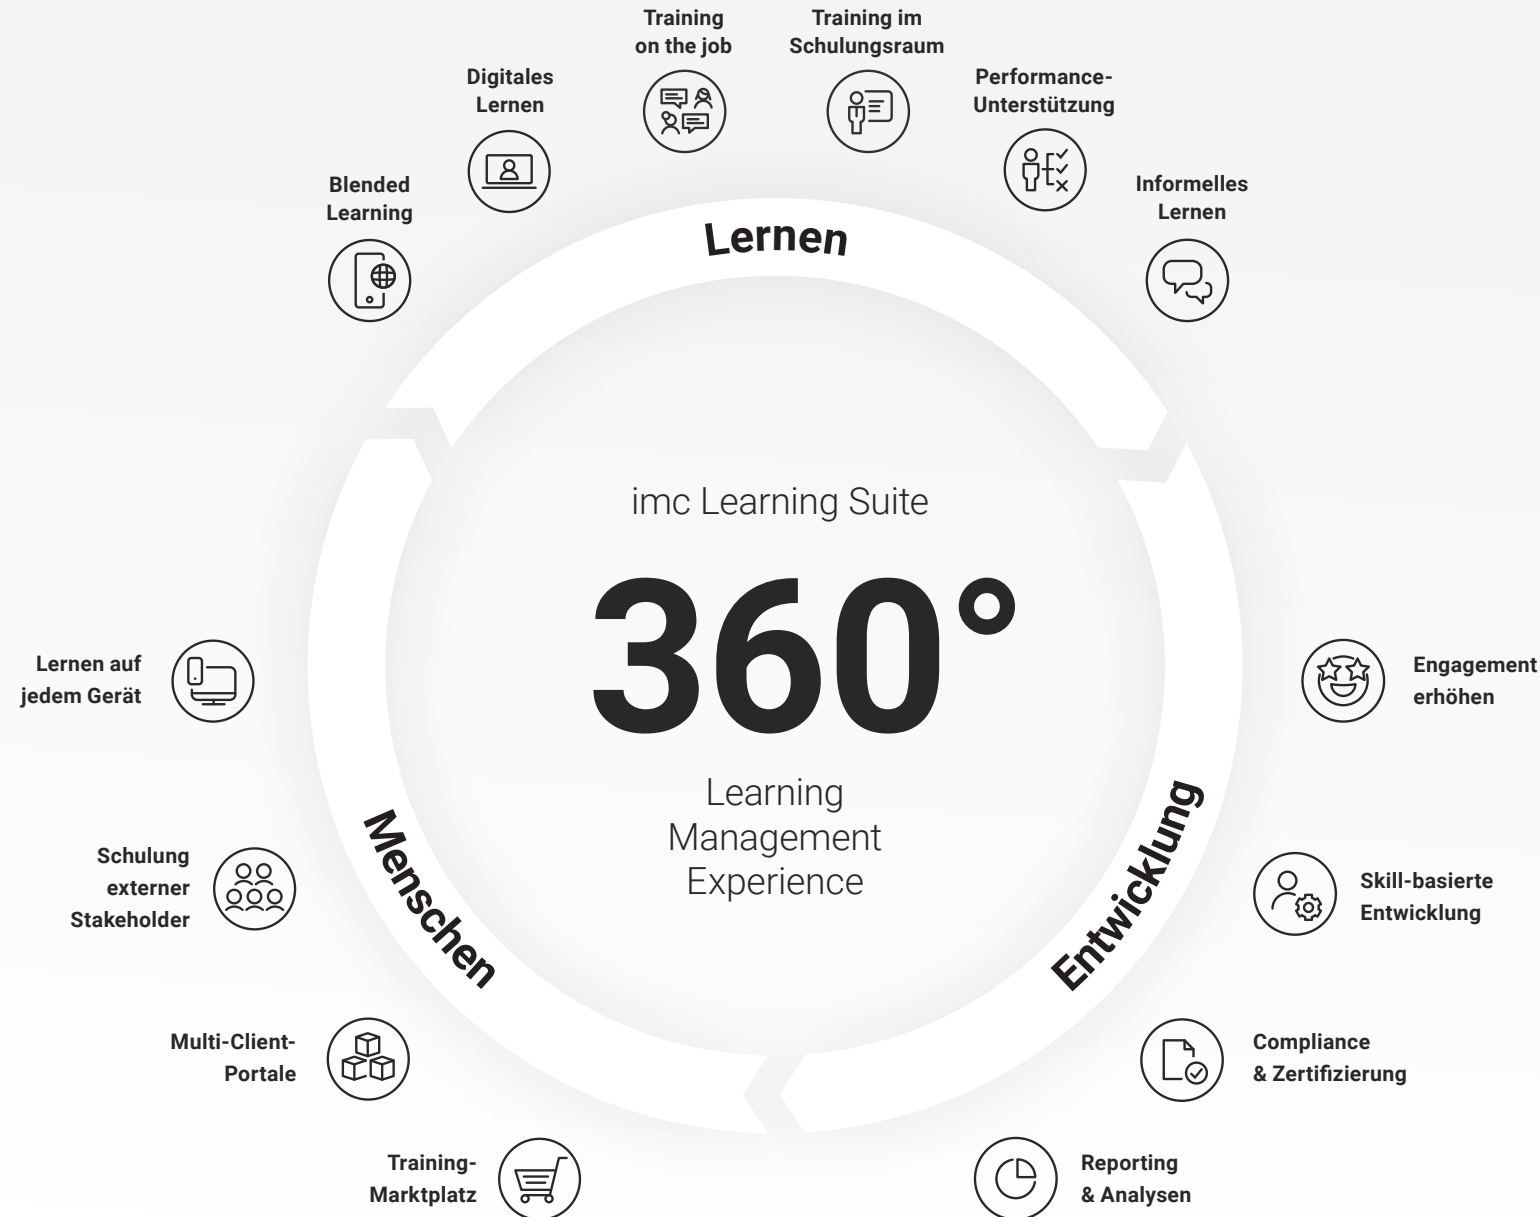 Training
on the job
Training im
Schulungsraum
Digitales
Lernen
Performance-
Unterstützung
Blended
Learning
Informelles
Lernen
Lernen
imc Learning Suite
360°
Learning
Management
Experience
Lernen auf
jedem Gerät
Engagement
erhöhen
Menschen
Entwicklung
Schulung
externer
Stakeholder
Skill-basierte
Entwicklung
Multi-Client-
Portale
Compliance
& Zertifizierung
Training-
Marktplatz
Reporting
& Analysen